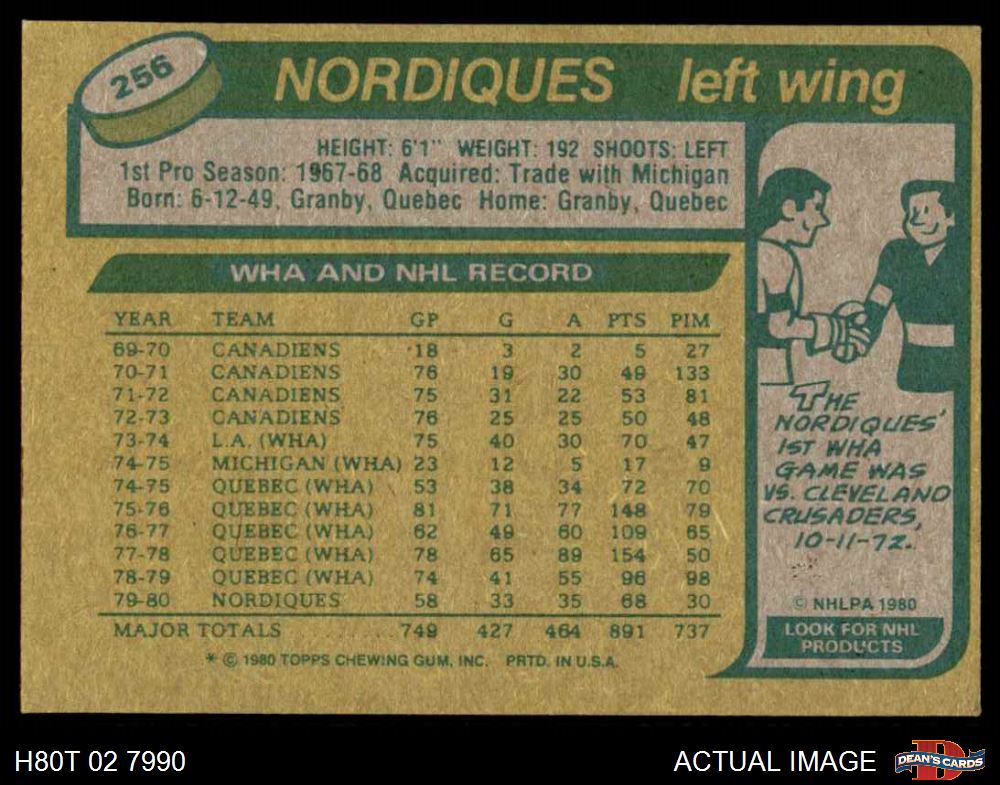 256
NORDIQUES left wing
HEIGHT: 6'1" WEIGHT: 192 SHOOTS: LEFT
1st Pro Season: 1967-68 Acquired: Trade with Michigan
Born: 6-12-49, Granby, Quebec Home: Granby, Quebec
WHA AND NHL RECORD
YEAR TEAM GP G A PTS PIM
69-70 CANADIENS 18 3 2 5 27
70-71 CANADIENS 76 19 30 49 133
71-72 CANADIENS 75 31 22 53 81
72-73 CANADIENS 76 25 25 50 48
73-74 L.A. (WHA) 75 40 30 70 47
74-75 MICHIGAN (WHA) 23 12 5 17 9
74-75 QUEBEC (WHA) 53 38 34 72 70
75-76 QUEBEC (WHA) 81 71 77 148 79
76-77 QUEBEC (WHA) 62 49 60 109 65
77-78 QUEBEC (WHA) 78 65 89 154 50
78-79 QUEBEC (WHA) 74 41 55 96 98
79-80 NORDIQUES 58 33 35 68 30
MAJOR TOTALS .......... 749 427 464 891 737
* © 1980 TOPPS CHEWING GUM, INC. PRTD. IN U.S.A.
THE
NORDIQUES'
1ST WHA
GAME WAS
VS. CLEVELAND
CRUSADERS,
10-11-72.
© NHLPA 1980
LOOK FOR NHL
PRODUCTS
H80T 02 7990
ACTUAL IMAGE
D
DEAN'S CARDS